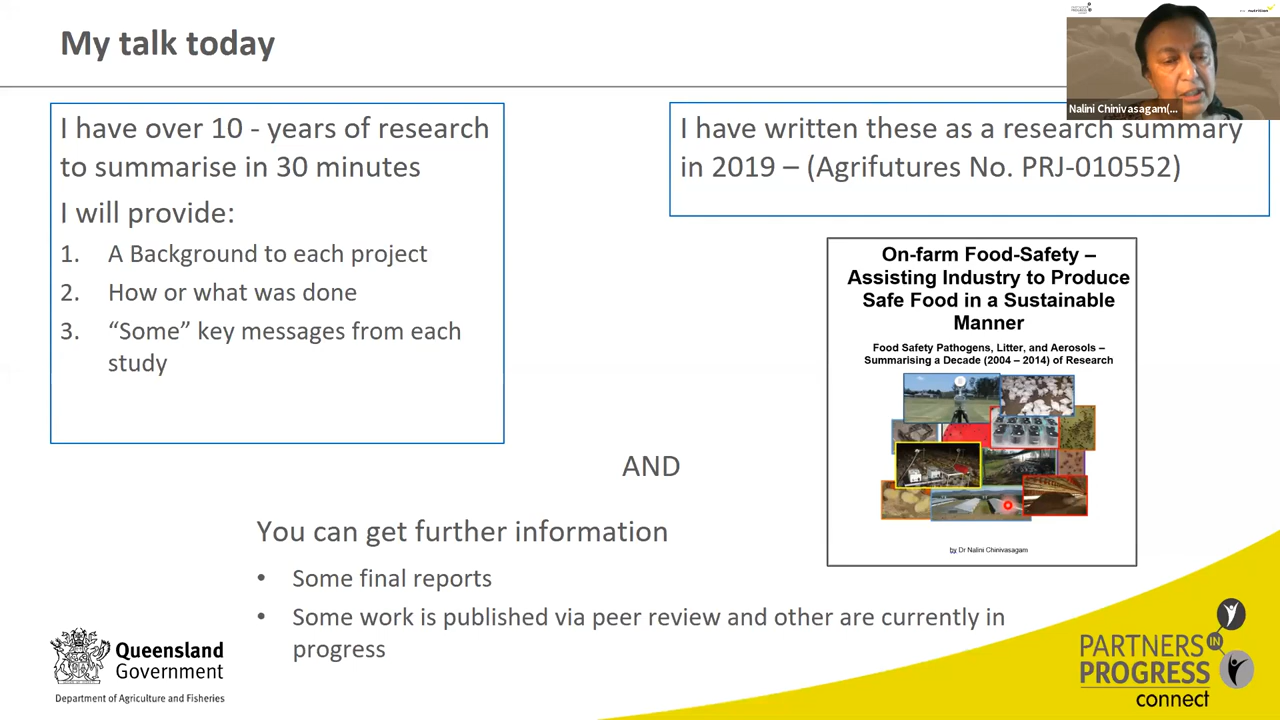 My talk today
Nalini Chinivasagam(...
nutrition
I have over 10 - years of research
to summarise in 30 minutes
I will provide:
1. A Background to each project
2. How or what was done
3. “Some” key messages from each
study
I have written these as a research summary
in 2019 – (Agrifutures No. PRJ-010552)
On-farm Food-Safety –
Assisting Industry to Produce
Safe Food in a Sustainable
Manner
Food Safety Pathogens, Litter, and Aerosols –
Summarising a Decade (2004 – 2014) of Research
by Dr Nalini Chinivasagam
AND
You can get further information
• Some final reports
• Some work is published via peer review and other are currently in
progress
Queensland
Government
Department of Agriculture and Fisheries
PARTNERS IN
PROGRESS
connect